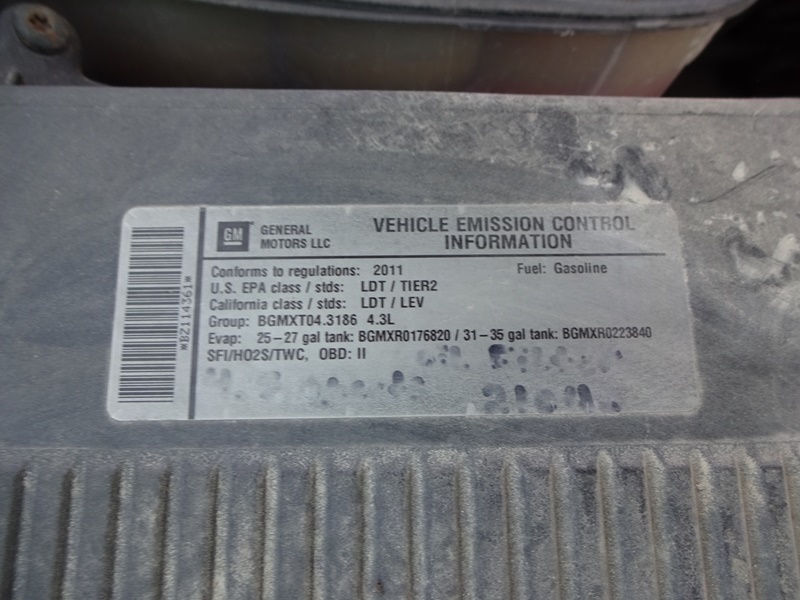 GM GENERAL MOTORS LLC
VEHICLE EMISSION CONTROL INFORMATION
Conforms to regulations: 2011 Fuel: Gasoline
U.S. EPA class / stds: LDT / TIER2
California class / stds: LDT / LEV
Group: BGMXT04.3186 4.3L
Evap: 25-27 gal tank: BGMXR0176820 / 31-35 gal tank: BGMXR0223840
SFI/HO2S/TWC, OBD: II
*B2114361*